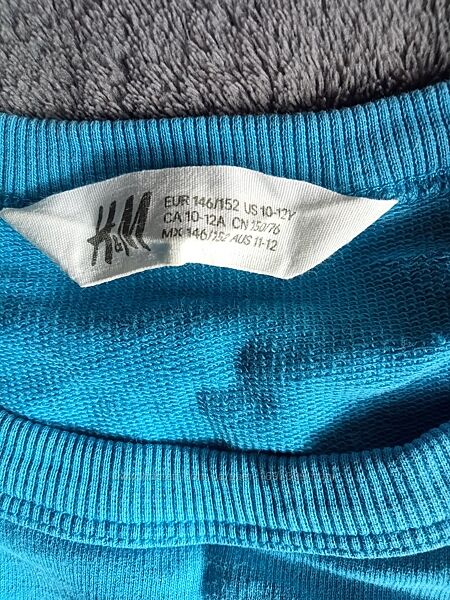 H&M
EUR 146/152 US 10-12Y
CA 10-12A CN 150/76
MX 146/152 AUS 11-12